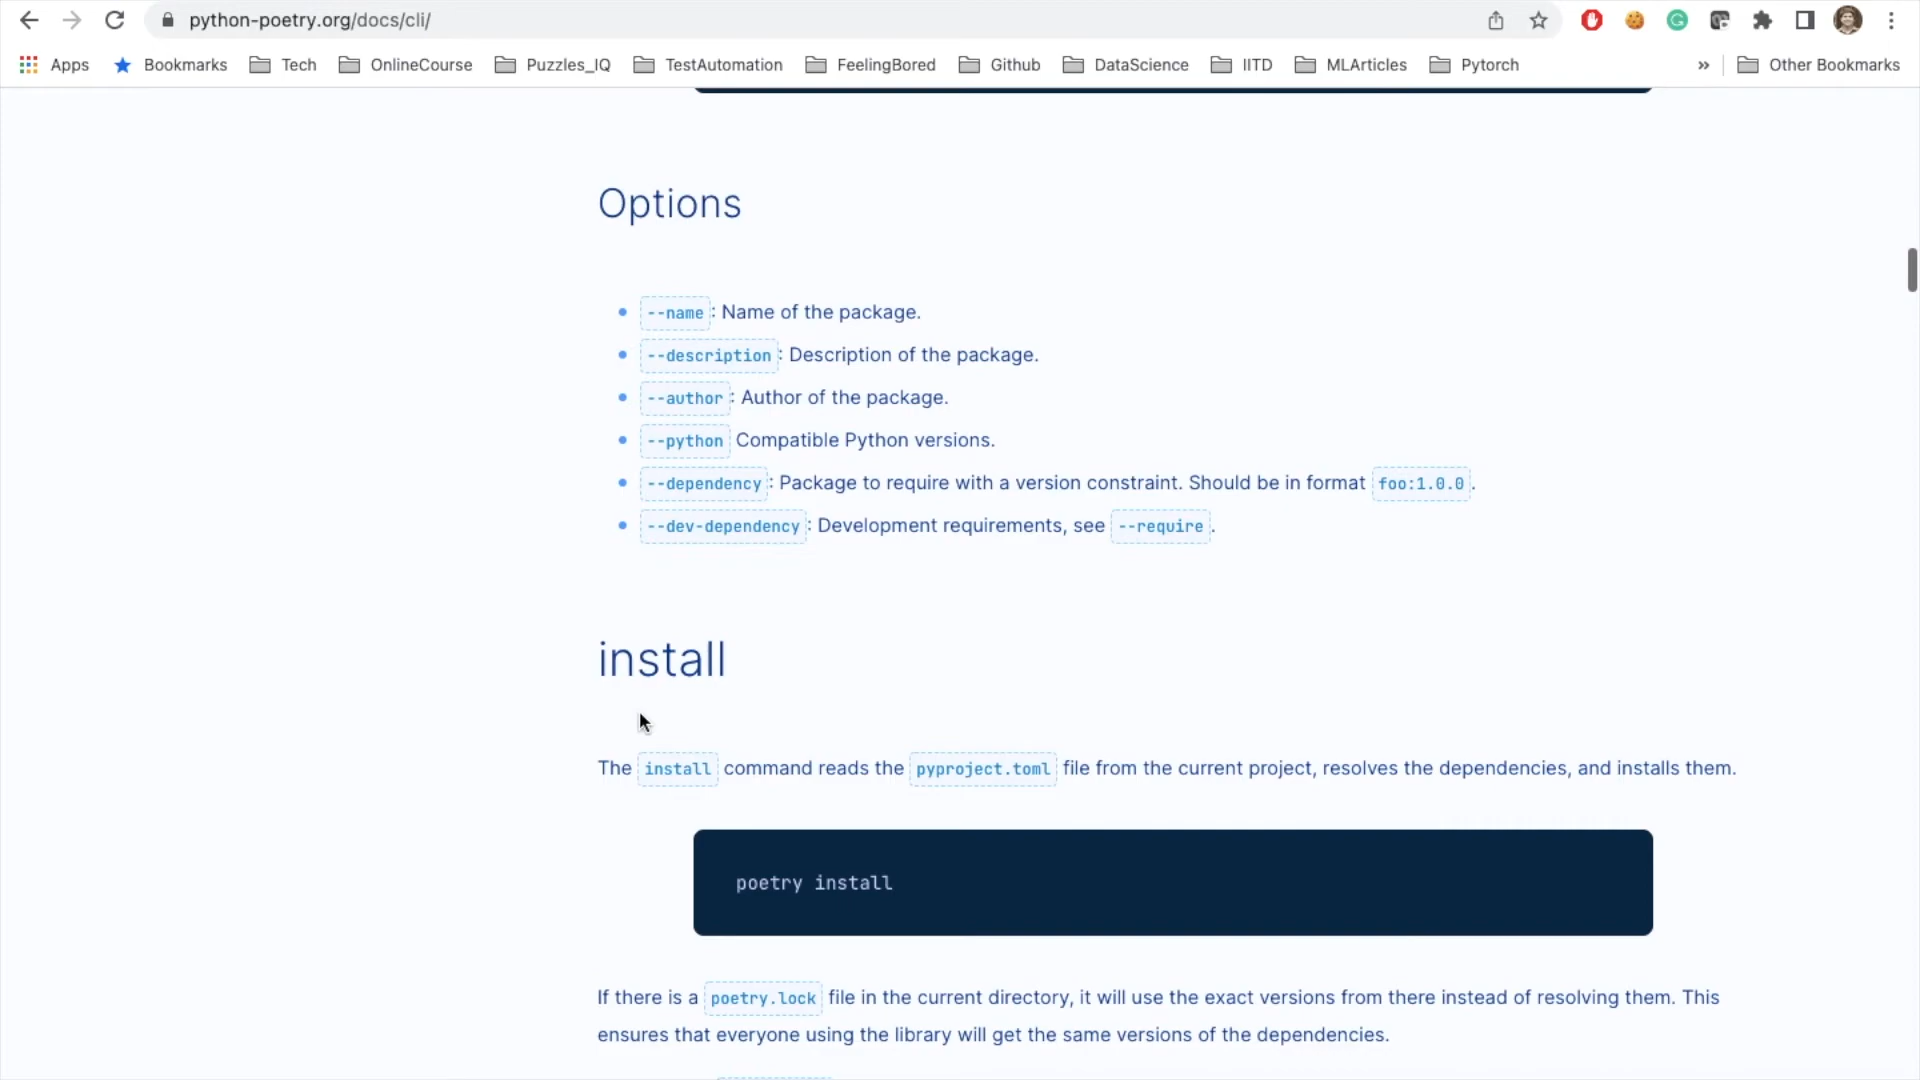 python-poetry.org/docs/cli/
Apps Bookmarks Tech OnlineCourse Puzzles_IQ TestAutomation FeelingBored Github DataScience IITD MLArticles Pytorch » Other Bookmarks
Options
--name: Name of the package.
--description: Description of the package.
--author: Author of the package.
--python Compatible Python versions.
--dependency: Package to require with a version constraint. Should be in format foo:1.0.0.
--dev-dependency: Development requirements, see --require.
install
The install command reads the pyproject.toml file from the current project, resolves the dependencies, and installs them.
poetry install
If there is a poetry.lock file in the current directory, it will use the exact versions from there instead of resolving them. This
ensures that everyone using the library will get the same versions of the dependencies.